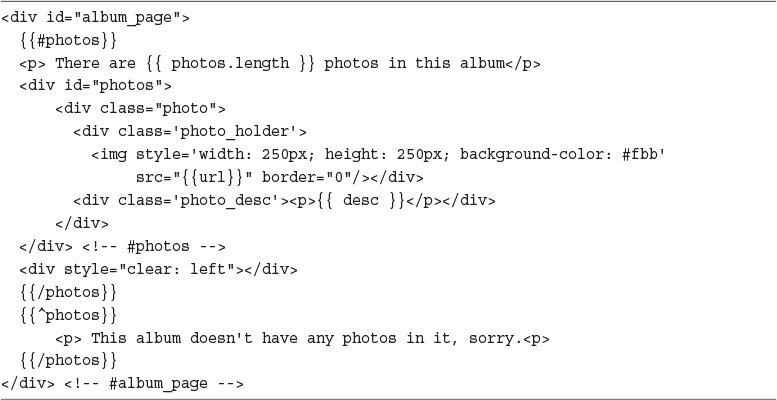 <div id="album_page">
  {{#photos}}
  <p> There are {{ photos.length }} photos in this album</p>
  <div id="photos">
      <div class="photo">
        <div class='photo_holder'>
          <img style='width: 250px; height: 250px; background-color: #fbb'
               src="{{url}}" border="0"/></div>
        <div class='photo_desc'><p>{{ desc }}</p></div>
      </div>
  </div> <!-- #photos -->
  <div style="clear: left"></div>
  {{/photos}}
  {{^photos}}
      <p> This album doesn't have any photos in it, sorry.<p>
  {{/photos}}
</div> <!-- #album_page -->